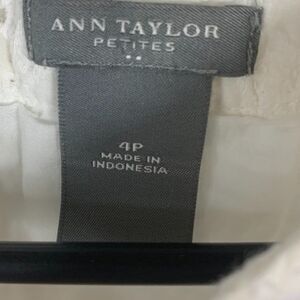 ANN TAYLOR
PETITES
4P
MADE IN
INDONESIA